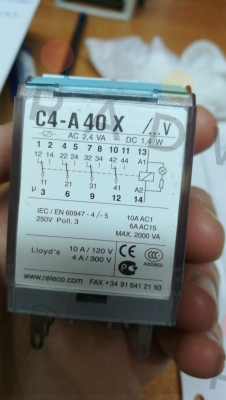 C4-A 40 X
/... V
AC 2,4 VA DC 1,4 W
1 2 4 5 7 8 10 11 13
12 14 22 24 32 34 42 44 A1
11 21 31 41 A2
μ 3 6 9 12 14
IEC / EN 60947 -4 / -5 10A AC1
250V Poll. 3 6A AC15
MAX. 2000 VA
Lloyd's 10 A / 120 V
4 A / 300 V
www.releco.com FAX +34 91 641 21 93